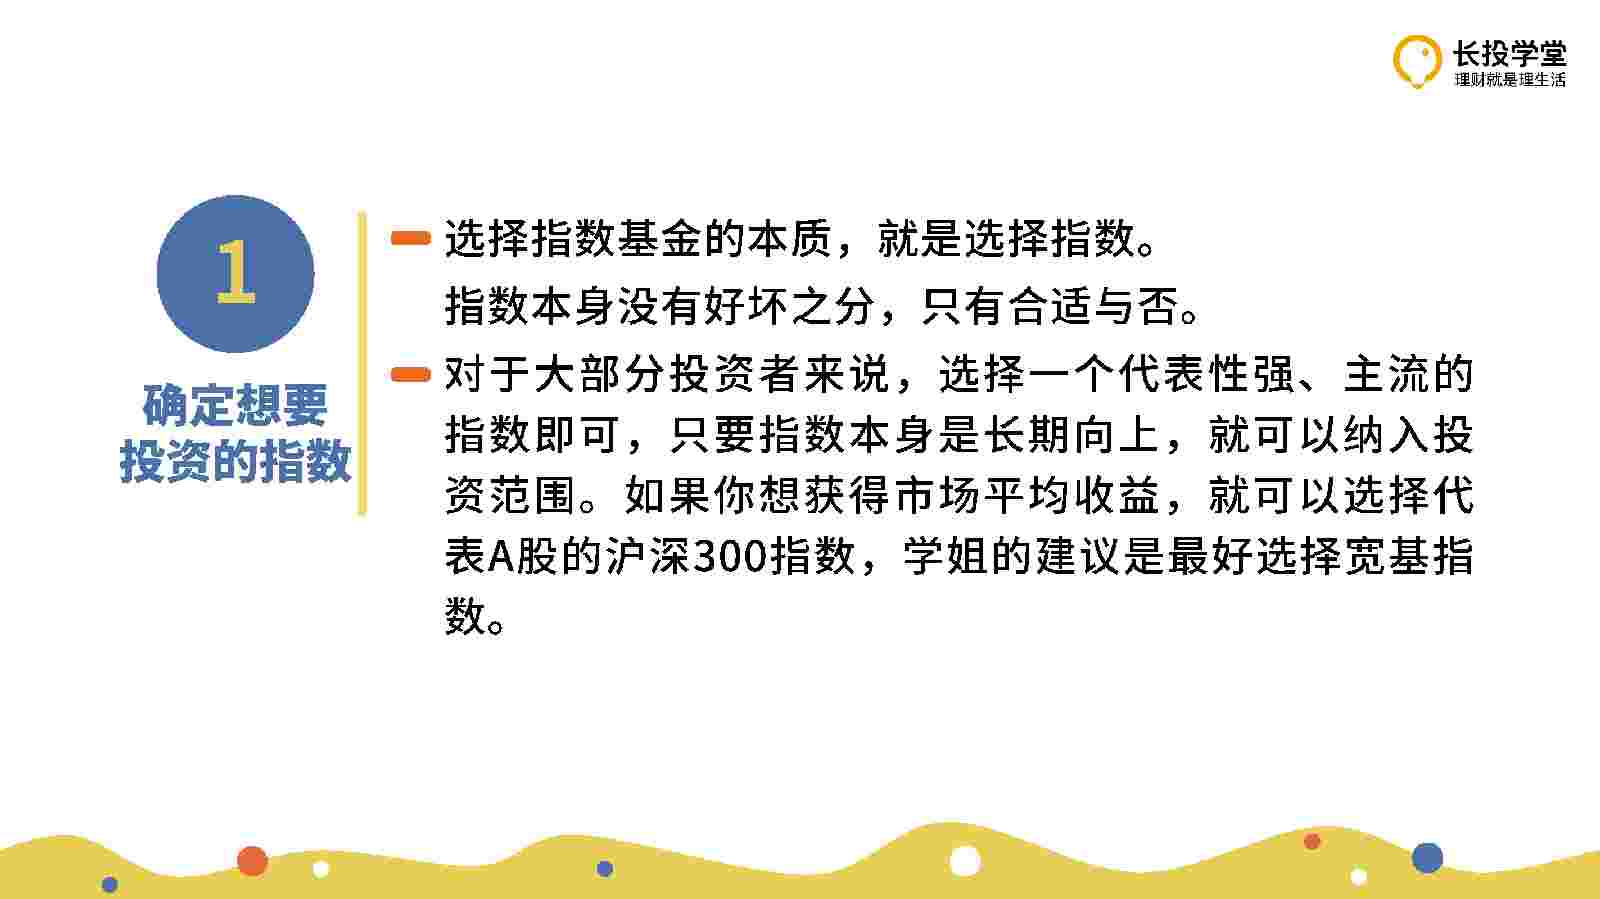 长投学堂
理财就是理生活
1
确定想要
投资的指数
选择指数基金的本质，就是选择指数。
指数本身没有好坏之分，只有合适与否。
对于大部分投资者来说，选择一个代表性强、主流的
指数即可，只要指数本身是长期向上，就可以纳入投
资范围。如果你想获得市场平均收益，就可以选择代
表A股的沪深300指数，学姐的建议是最好选择宽基指
数。